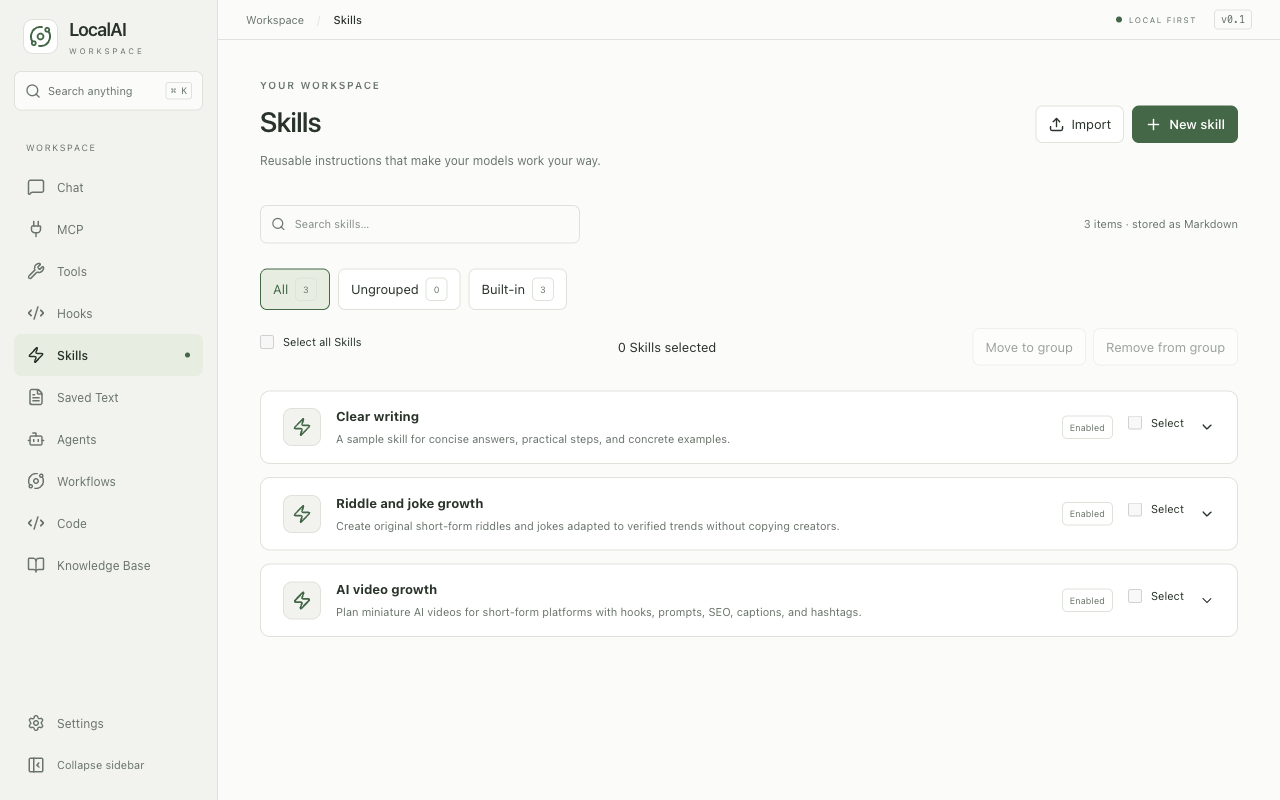 LocalAI
WORKSPACE
Search anything
⌘ K
WORKSPACE
Chat
MCP
Tools
Hooks
Skills
Saved Text
Agents
Workflows
Code
Knowledge Base
Settings
Collapse sidebar
Workspace / Skills
LOCAL FIRST
v0.1
YOUR WORKSPACE
Skills
Reusable instructions that make your models work your way.
Import
New skill
Search skills...
3 items · stored as Markdown
All 3
Ungrouped 0
Built-in 3
Select all Skills
0 Skills selected
Move to group
Remove from group
Clear writing
A sample skill for concise answers, practical steps, and concrete examples.
Enabled
Select
Riddle and joke growth
Create original short-form riddles and jokes adapted to verified trends without copying creators.
Enabled
Select
AI video growth
Plan miniature AI videos for short-form platforms with hooks, prompts, SEO, captions, and hashtags.
Enabled
Select